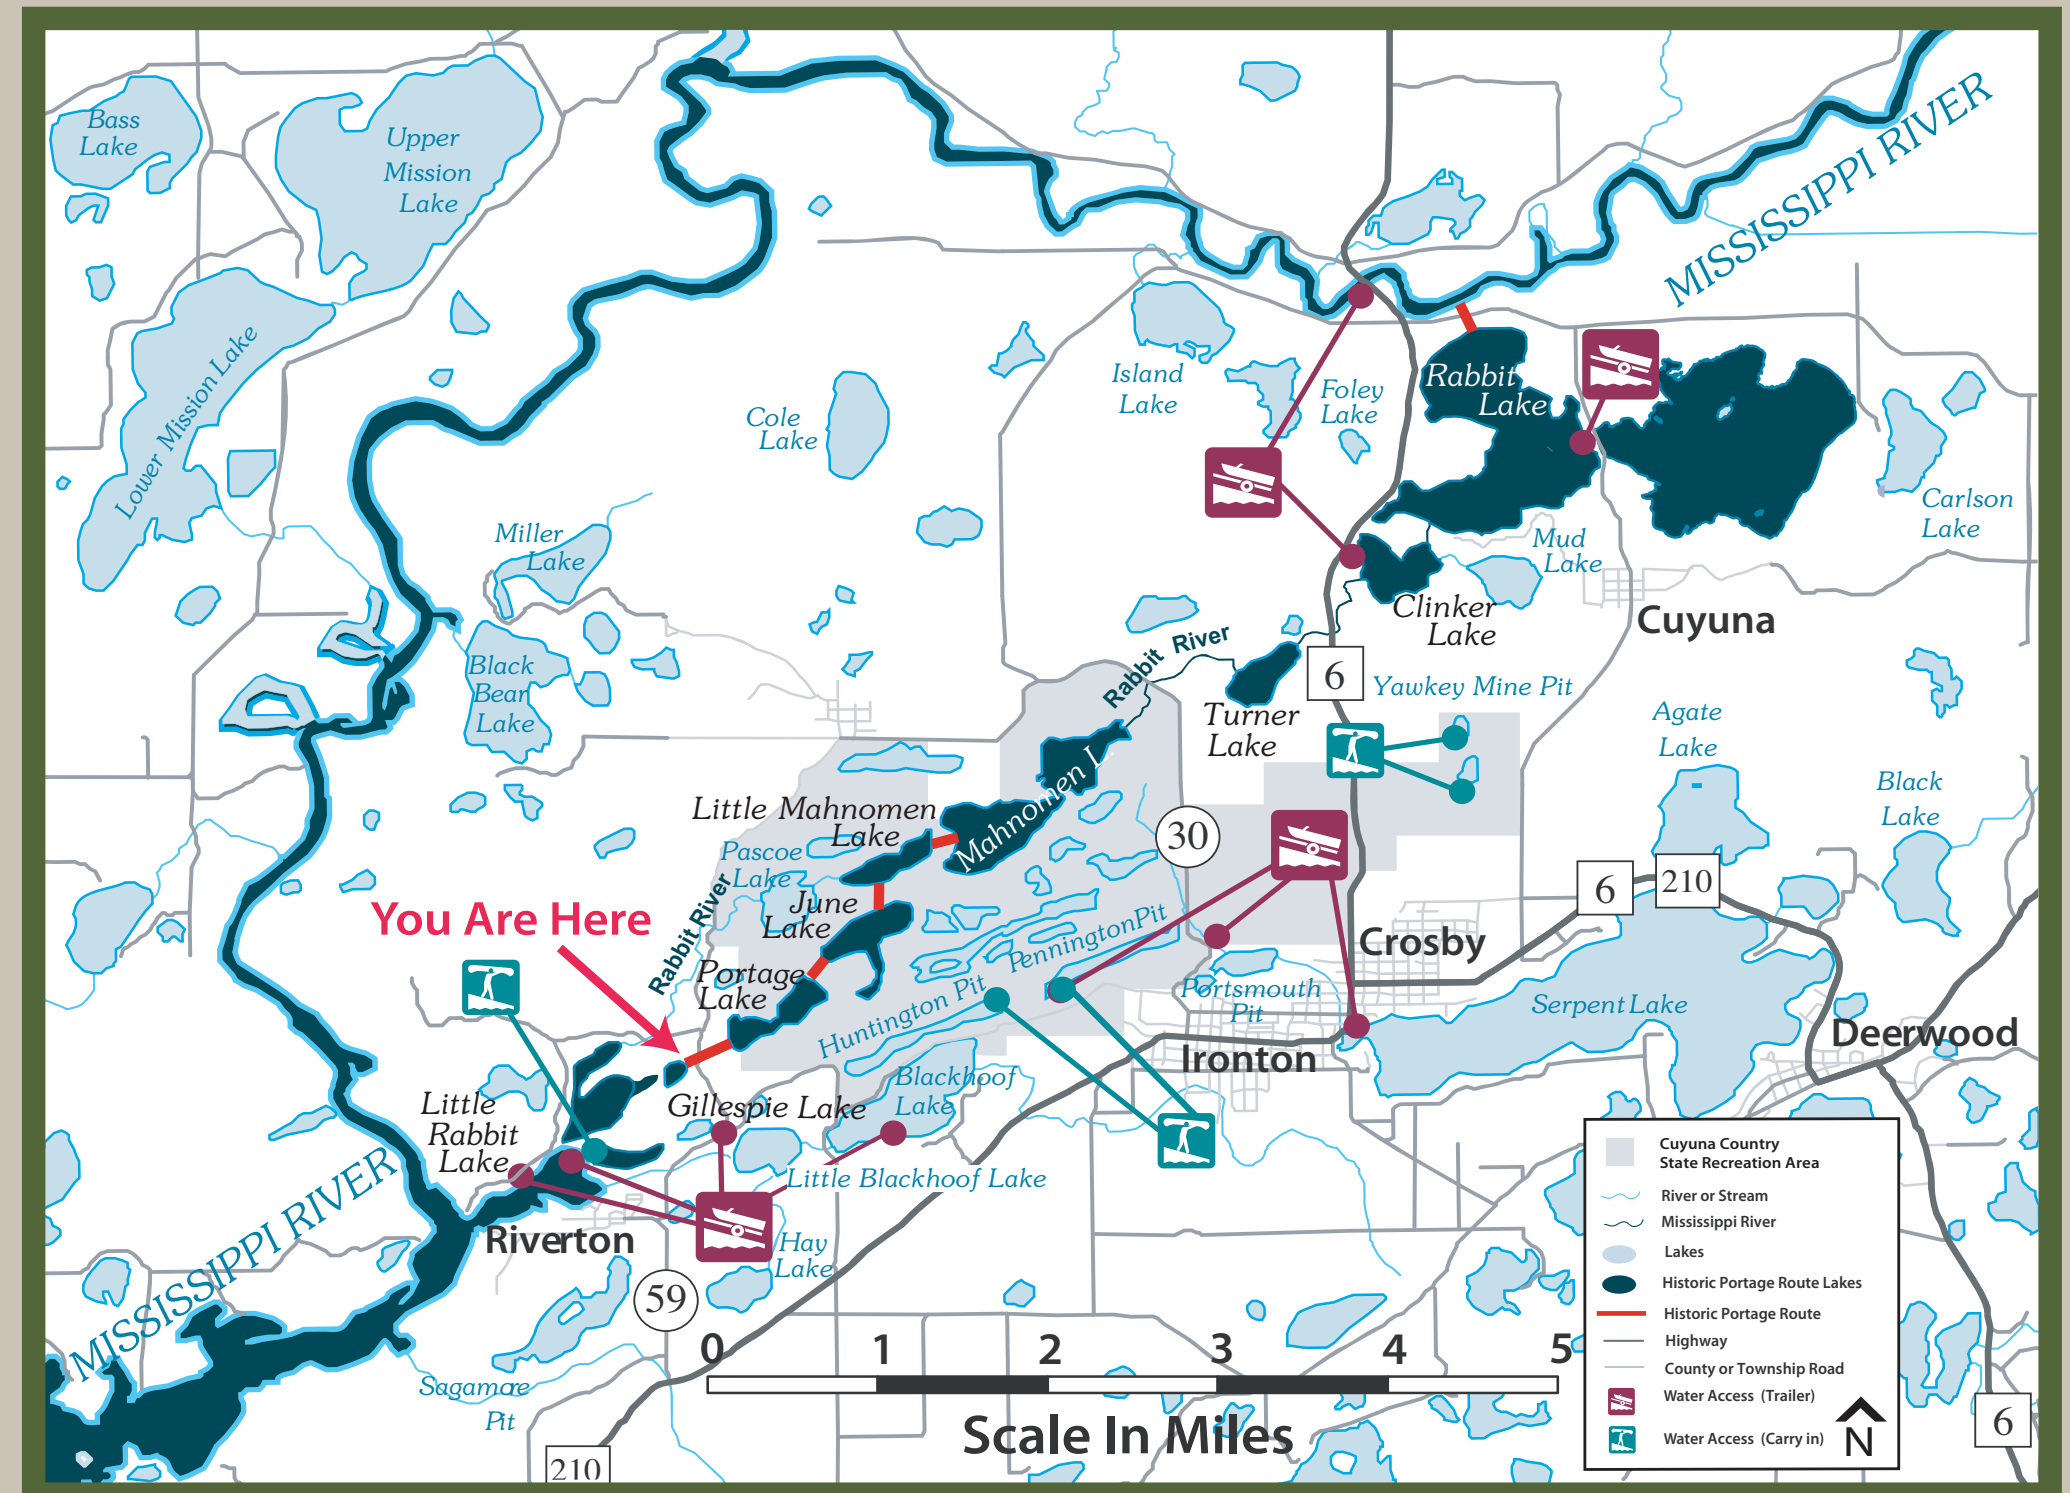 Bass
Lake
Upper
Mission
Lake
MISSISSIPPI RIVER
Lower Mission Lake
Island
Lake
Foley
Lake
Rabbit
Lake
Cole
Lake
Carlson
Lake
Miller
Lake
Mud
Lake
Clinker
Lake
Cuyuna
Rabbit River
Black
Bear
Lake
6
Yawkey Mine Pit
Turner
Lake
Agate
Lake
Black
Lake
Mahnomen L.
Little Mahnomen
Lake
30
Pascoe
Lake
June
Lake
6
210
You Are Here
Rabbit River
Pennington Pit
Crosby
Portage
Lake
Huntington Pit
Portsmouth
Pit
Serpent Lake
Deerwood
Ironton
Blackhoof
Lake
Gillespie Lake
Little
Rabbit
Lake
Little Blackhoof Lake
MISSISSIPPI RIVER
Riverton
Hay
Lake
59
Sagamore
Pit
210
0 1 2 3 4 5
Scale In Miles
Cuyuna Country
State Recreation Area
River or Stream
Mississippi River
Lakes
Historic Portage Route Lakes
Historic Portage Route
Highway
County or Township Road
Water Access (Trailer)
Water Access (Carry in)
N
6